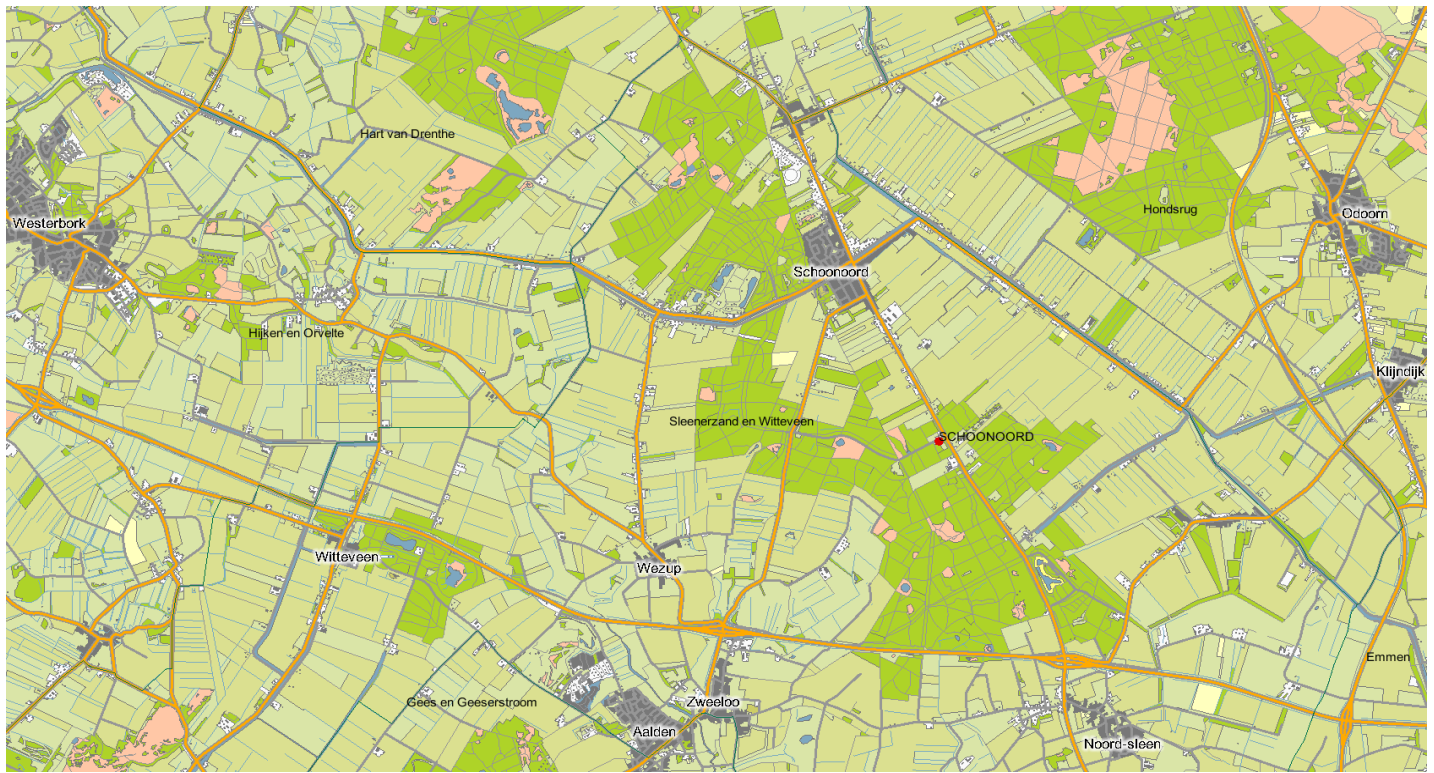 Hart van Drenthe
Hondsrug
Odoorn
Westerbork
Schoonoord
Hijken en Orvelte
Klijndijk
Sleenerzand en Witteveen
SCHOONOORD
Witteveen
Wezup
Emmen
Gees en Geeserstroom
Zweeloo
Aalden
Noord-sleen